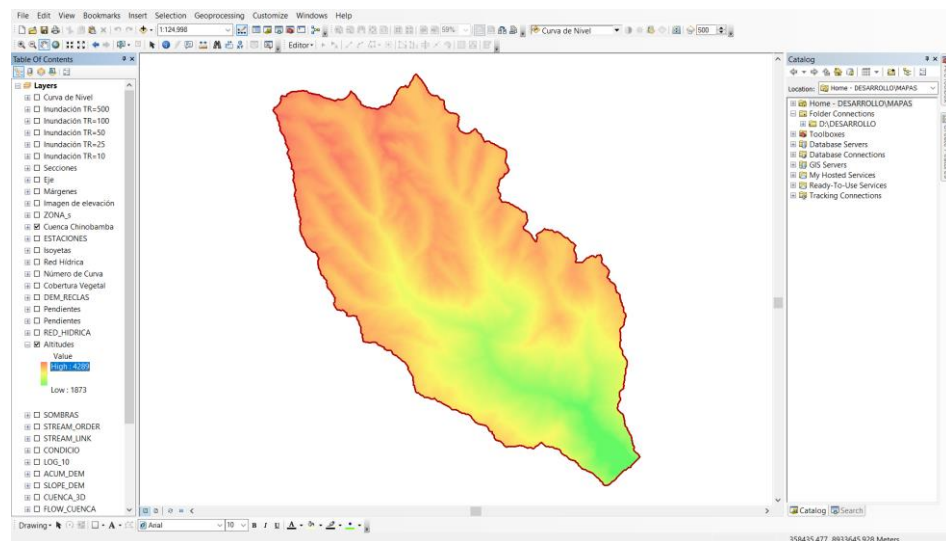 File Edit View Bookmarks Insert Selection Geoprocessing Customize Windows Help
1:124,998
59%
Curva de Nivel
500
Editor
Table Of Contents
Layers
Curva de Nivel
Inundación TR=500
Inundación TR=100
Inundación TR=50
Inundación TR=25
Inundación TR=10
Secciones
Eje
Márgenes
Imagen de elevación
ZONA_s
Cuenca Chinobamba
ESTACIONES
Isoyetas
Red Hídrica
Número de Curva
Cobertura Vegetal
DEM_RECLAS
Pendientes
Pendientes
RED_HIDRICA
Altitudes
Value
High : 4289
Low : 1873
SOMBRAS
STREAM_ORDER
STREAM_LINK
CONDICIO
LOG_10
ACUM_DEM
SLOPE_DEM
CUENCA_3D
FLOW_CUENCA
Catalog
Location: Home - DESARROLLO\MAPAS
Home - DESARROLLO\MAPAS
Folder Connections
D:\DESARROLLO
Toolboxes
Database Servers
Database Connections
GIS Servers
My Hosted Services
Ready-To-Use Services
Tracking Connections
Catalog Search
Drawing A Arial 10 B I U A
358435.477 8933645.928 Meters